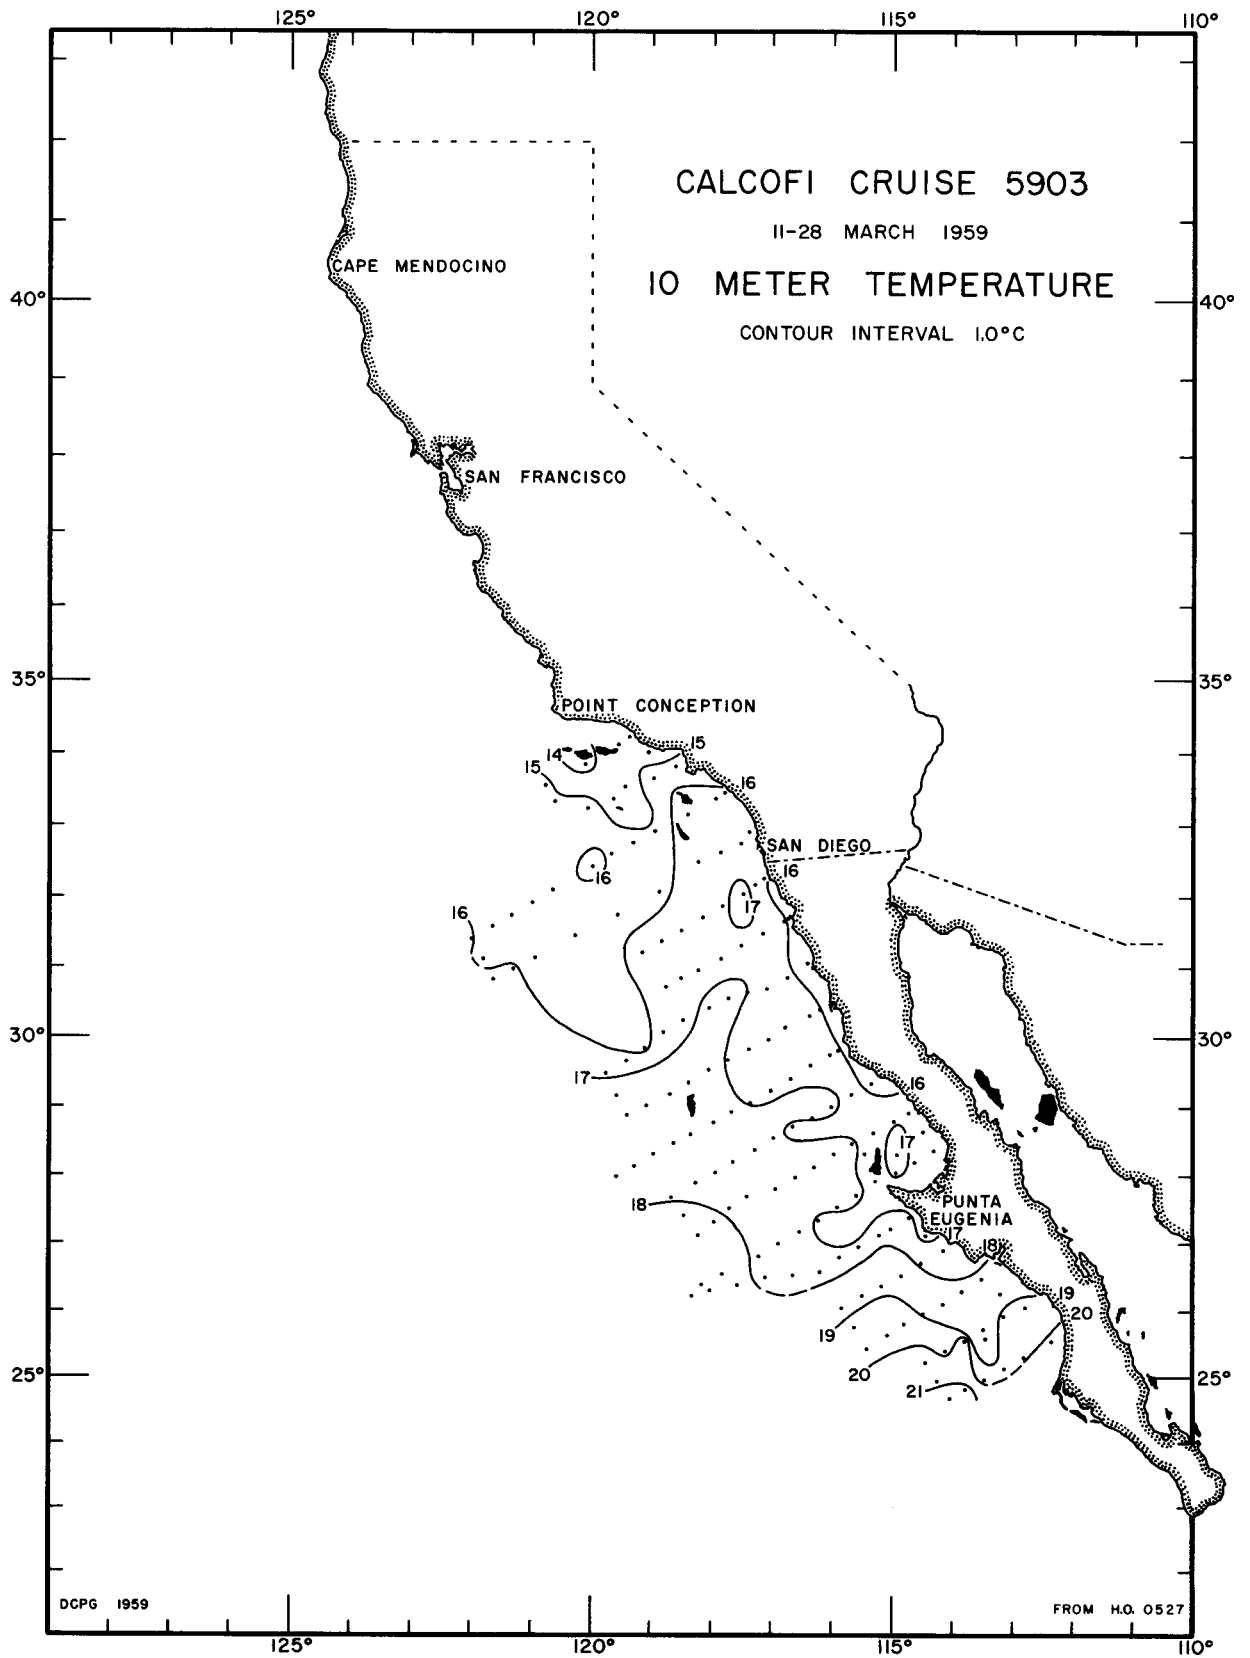 125° 120° 115° 110°
CALCOFI CRUISE 5903
11-28 MARCH 1959
CAPE MENDOCINO
10 METER TEMPERATURE
40° 40°
CONTOUR INTERVAL 1.0°C
SAN FRANCISCO
35° 35°
POINT CONCEPTION
15
14
15
16
SAN DIEGO
16
16
17
16
30° 30°
17
16
17
18
PUNTA
EUGENIA
17
18
19
20
19
20
25° 25°
21
DCPG 1959
FROM H.O. 0527
125° 120° 115° 110°